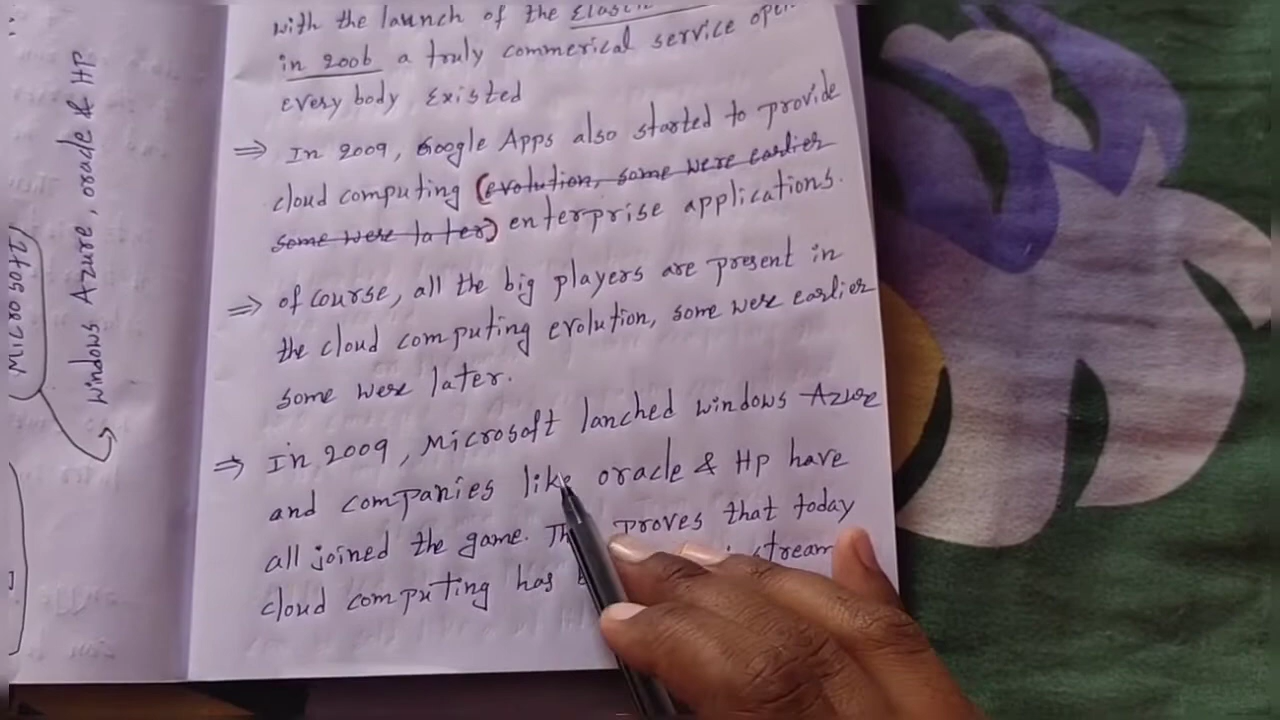 with the launch of the
in 2006 a truly commerical service
every body Existed
⇒ In 2009, Google Apps also started to provide
cloud computing (evolution, some were earlier
some were later) enterprise applications.
⇒ of course, all the big players are present in
the cloud computing evolution, some were earlier
some were later.
⇒ In 2009, Microsoft lanched windows Azure
and companies like oracle & Hp have
all joined the game. proves that today
cloud computing has stream
Microsoft
windows Azure, oracle & HP